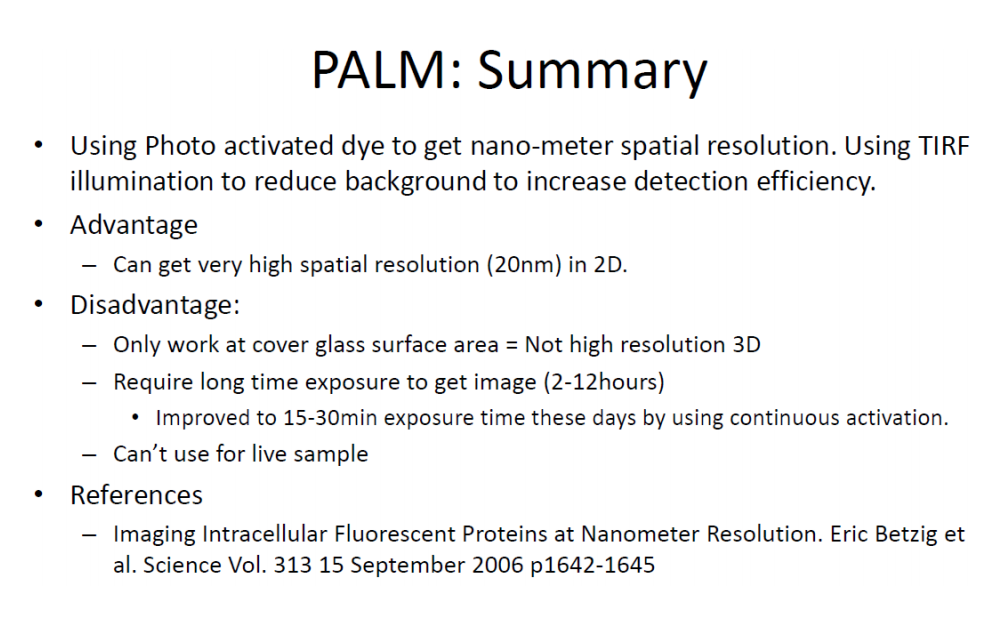 PALM: Summary
• Using Photo activated dye to get nano-meter spatial resolution. Using TIRF
illumination to reduce background to increase detection efficiency.
• Advantage
– Can get very high spatial resolution (20nm) in 2D.
• Disadvantage:
– Only work at cover glass surface area = Not high resolution 3D
– Require long time exposure to get image (2-12hours)
• Improved to 15-30min exposure time these days by using continuous activation.
– Can’t use for live sample
• References
– Imaging Intracellular Fluorescent Proteins at Nanometer Resolution. Eric Betzig et
al. Science Vol. 313 15 September 2006 p1642-1645